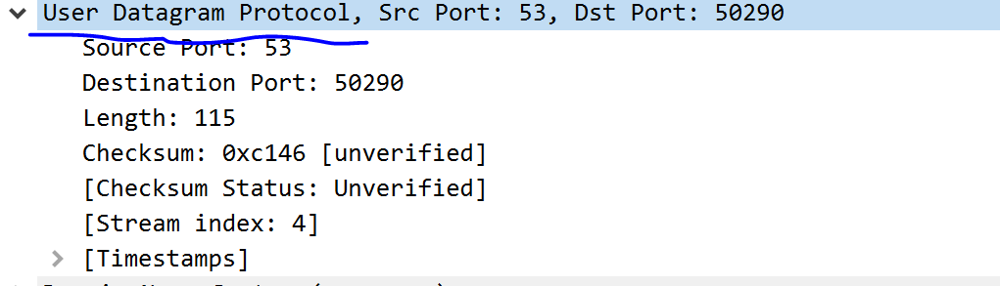 User Datagram Protocol, Src Port: 53, Dst Port: 50290
Source Port: 53
Destination Port: 50290
Length: 115
Checksum: 0xc146 [unverified]
[Checksum Status: Unverified]
[Stream index: 4]
[Timestamps]